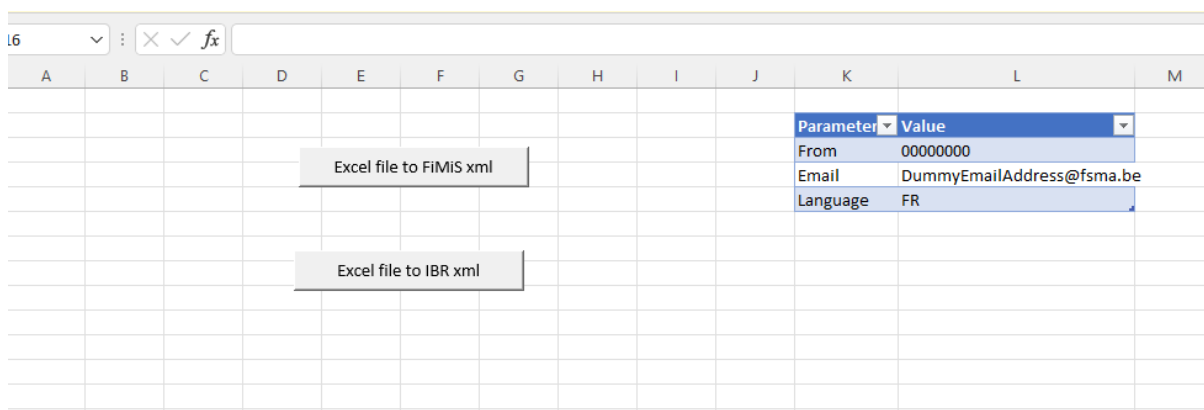 16
fx
A B C D E F G H I J K L M
Parameter Value
From 00000000
Excel file to FiMiS xml
Email DummyEmailAddress@fsma.be
Language FR
Excel file to IBR xml